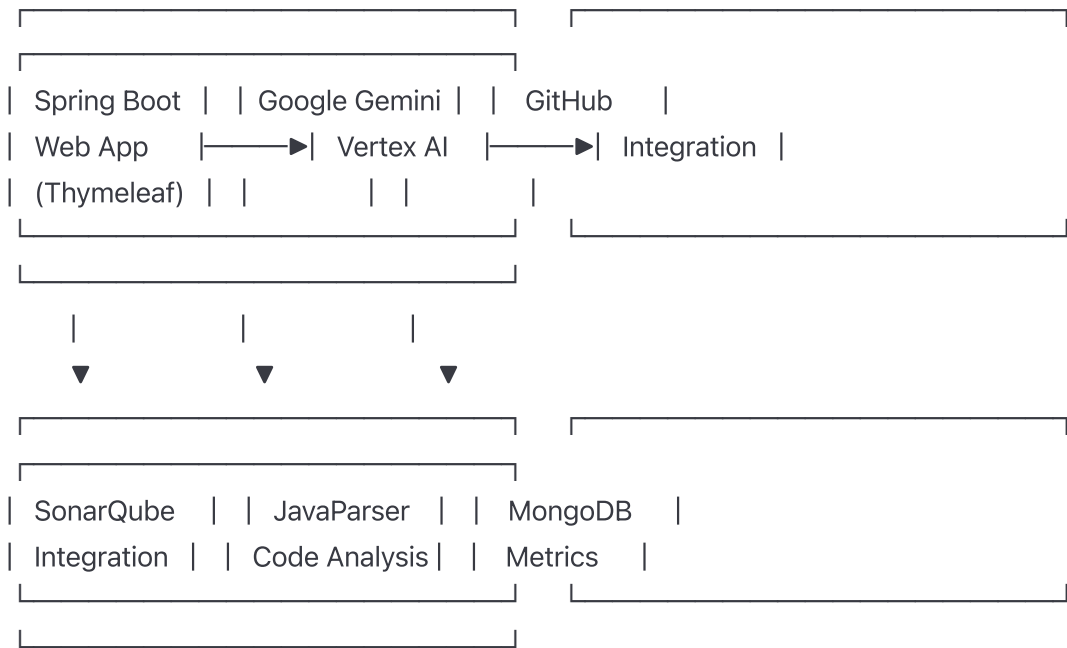 Spring Boot Google Gemini GitHub
Web App Vertex AI Integration
(Thymeleaf)
SonarQube JavaParser MongoDB
Integration Code Analysis Metrics